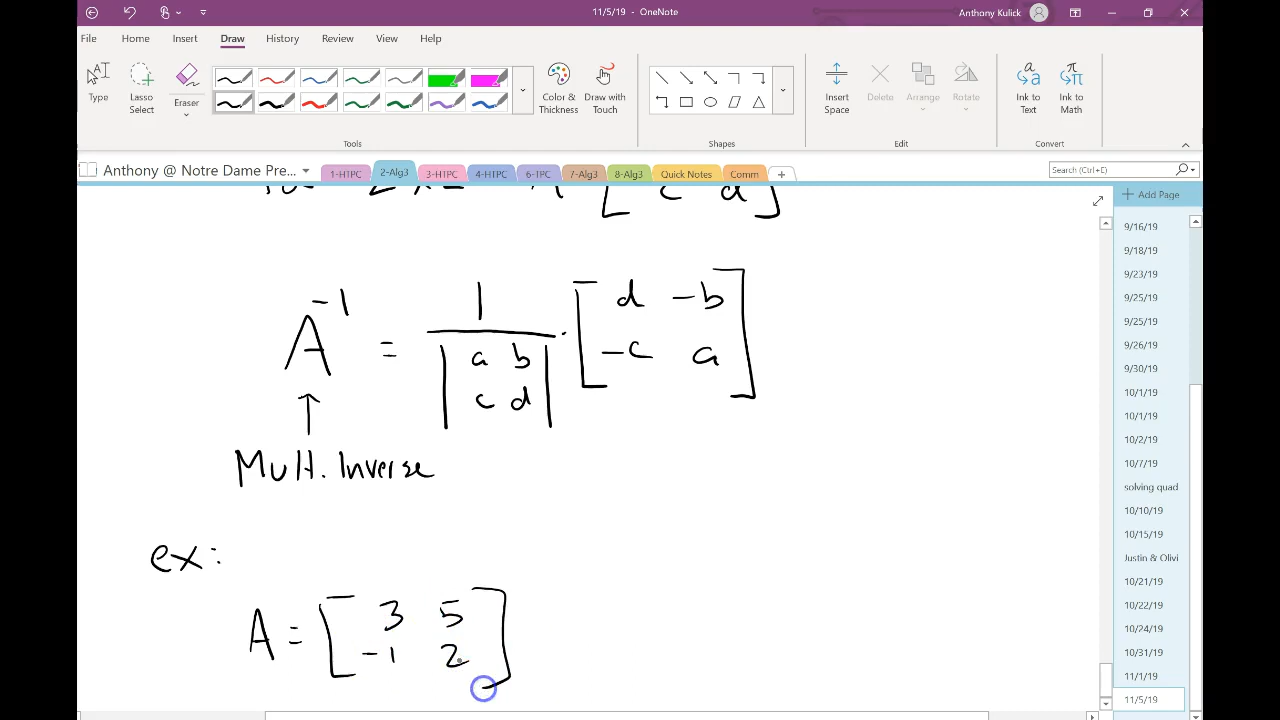 11/5/19 - OneNote
Anthony Kulick
File Home Insert Draw History Review View Help
Type
Lasso Select
Eraser
Color & Thickness
Draw with Touch
Insert Space
Delete
Arrange
Rotate
Ink to Text
Ink to Math
Tools
Shapes
Edit
Convert
Anthony @ Notre Dame Pre...
1-HTPC 2-Alg3 3-HTPC 4-HTPC 6-TPC 7-Alg3 8-Alg3 Quick Notes Comm +
Search (Ctrl+E)
Add Page
9/16/19
9/18/19
9/23/19
9/25/19
9/25/19
9/26/19
9/30/19
10/1/19
10/1/19
10/2/19
10/7/19
solving quad
10/10/19
10/15/19
Justin & Olivi
10/21/19
10/22/19
10/24/19
10/31/19
11/1/19
11/5/19
c d
A⁻¹ = 1 / |a b; c d| · [d -b; -c a]
↑
Mult. Inverse
ex:
A = [3 5; -1 2]